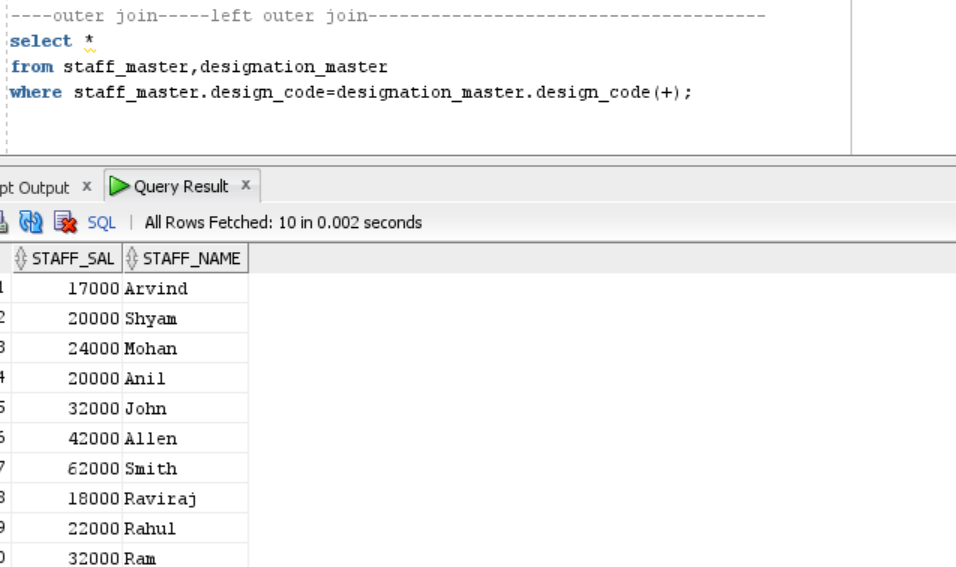 ----outer join-----left outer join--------------------------------------
select *
from staff_master,designation_master
where staff_master.design_code=designation_master.design_code(+);
pt Output x Query Result x
SQL | All Rows Fetched: 10 in 0.002 seconds
STAFF_SAL STAFF_NAME
1 17000 Arvind
2 20000 Shyam
3 24000 Mohan
4 20000 Anil
5 32000 John
6 42000 Allen
7 62000 Smith
8 18000 Raviraj
9 22000 Rahul
0 32000 Ram